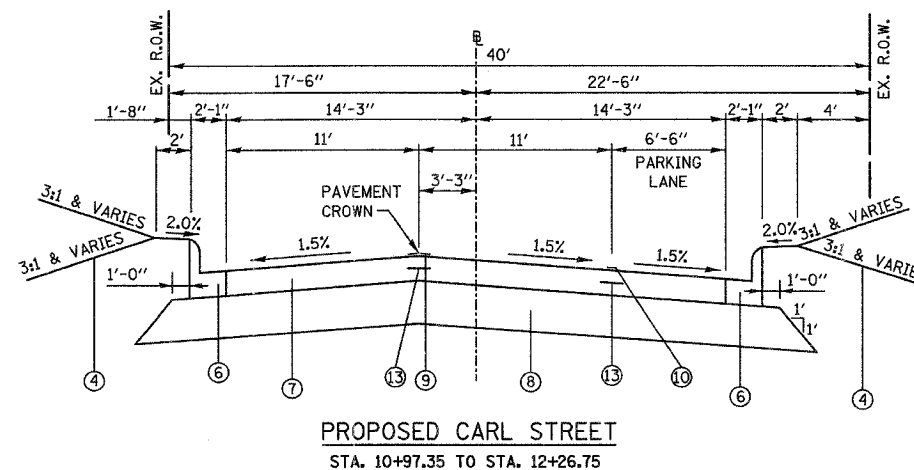 EX. R.O.W.
EX. R.O.W.
℄
40'
17'-6"
22'-6"
1'-8"
2'-1"
14'-3"
14'-3"
2'-1"
2'
4'
2'
11'
11'
6'-6"
PARKING
LANE
3'-3"
PAVEMENT
CROWN
3:1 & VARIES
3:1 & VARIES
2.0%
1.5%
1.5%
1.5%
2.0%
3:1 & VARIES
3:1 & VARIES
1'-0"
1'-0"
1'
1'
4
6
7
13
9
8
13
10
6
4
PROPOSED CARL STREET
STA. 10+97.35 TO STA. 12+26.75